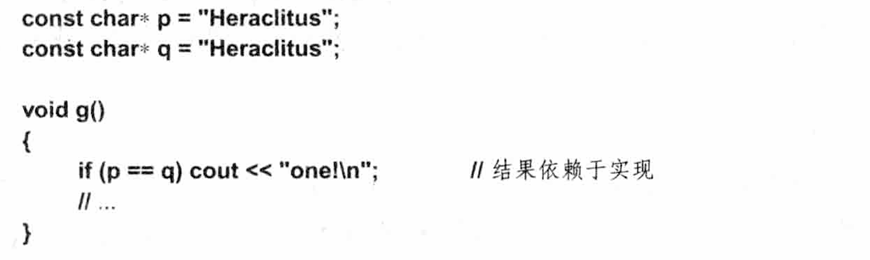 const char* p = "Heraclitus";
const char* q = "Heraclitus";
void g()
{
if (p == q) cout << "one!\n"; // 结果依赖于实现
// ...
}